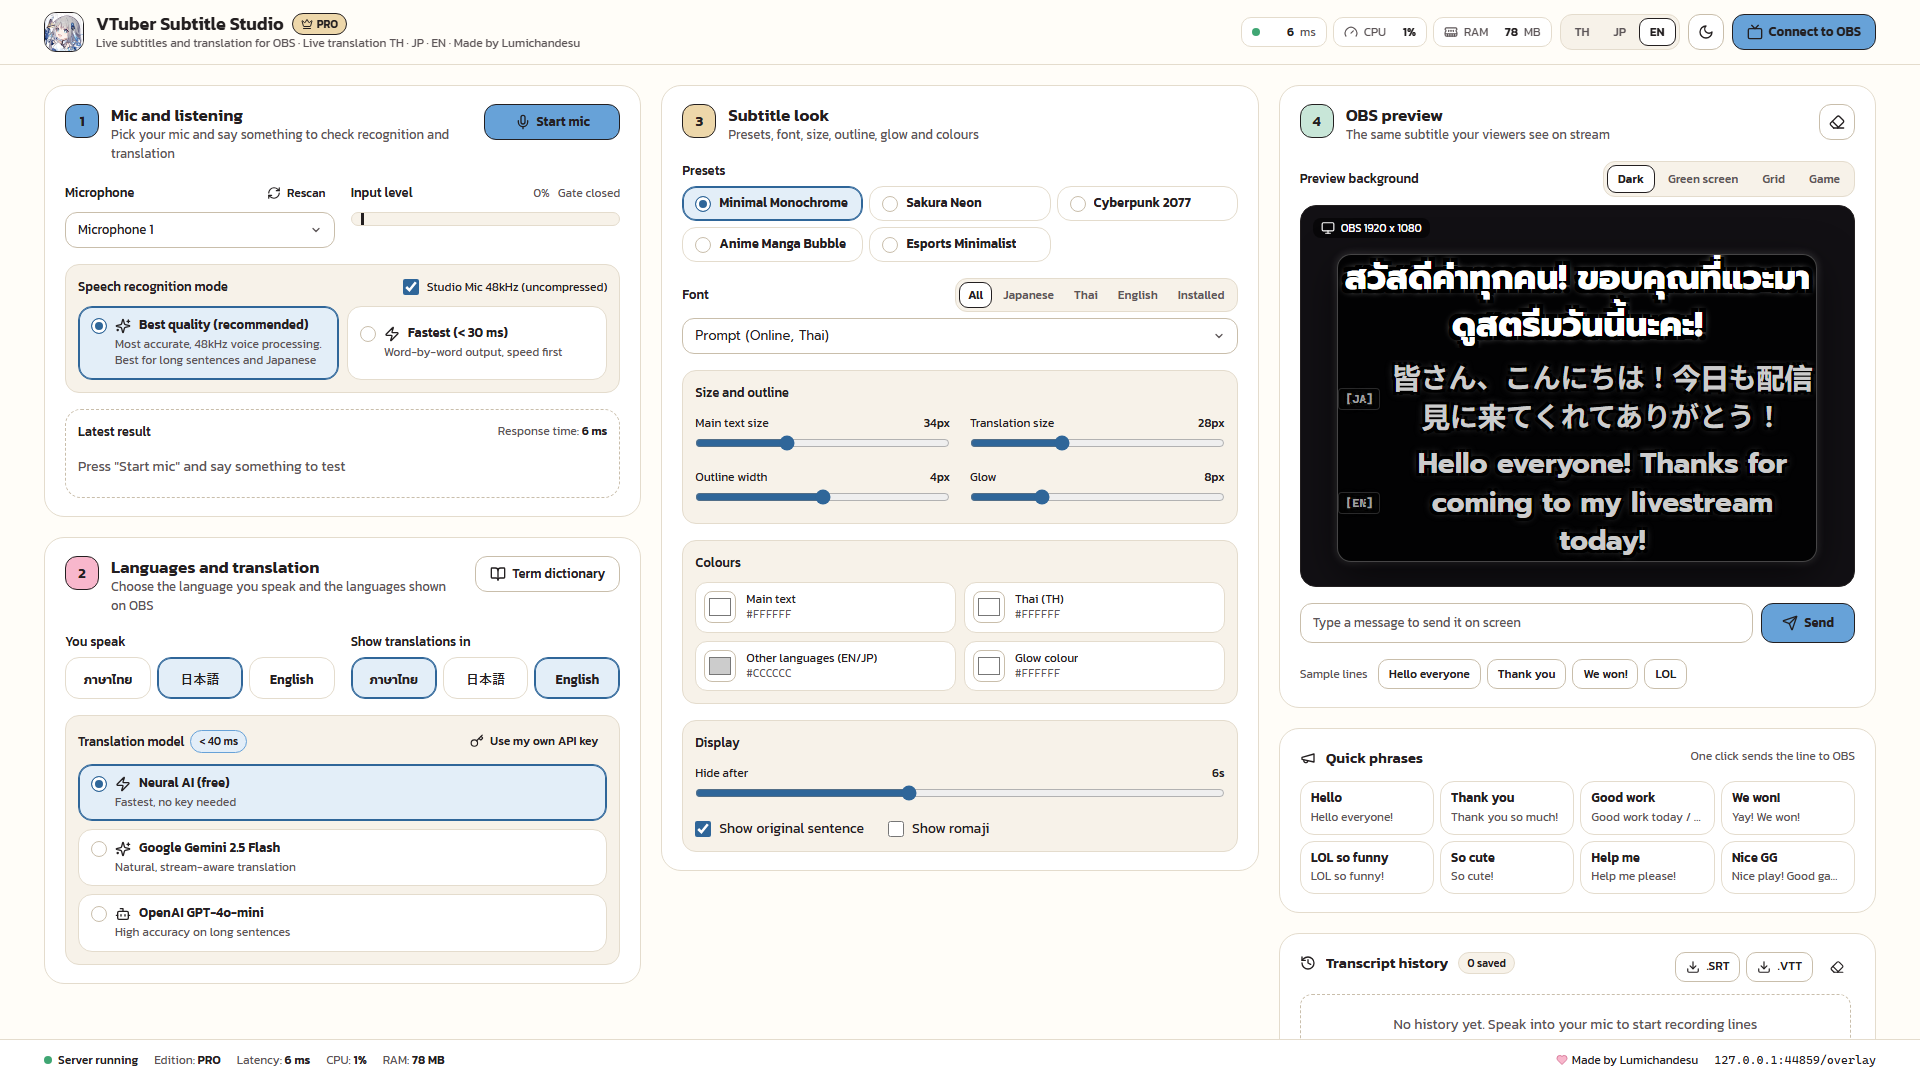 VTuber Subtitle Studio
PRO
Live subtitles and translation for OBS · Live translation TH · JP · EN · Made by Lumichandesu
6 ms
CPU 1%
RAM 78 MB
TH JP EN
Connect to OBS
1
Mic and listening
Pick your mic and say something to check recognition and
translation
Start mic
Microphone
Rescan
Input level
0% Gate closed
Microphone 1
Speech recognition mode
Studio Mic 48kHz (uncompressed)
Best quality (recommended)
Most accurate, 48kHz voice processing.
Best for long sentences and Japanese
Fastest (< 30 ms)
Word-by-word output, speed first
Latest result
Response time: 6 ms
Press "Start mic" and say something to test
2
Languages and translation
Choose the language you speak and the languages shown
on OBS
Term dictionary
You speak
Show translations in
ภาษาไทย 日本語 English
ภาษาไทย 日本語 English
Translation model
< 40 ms
Use my own API key
Neural AI (free)
Fastest, no key needed
Google Gemini 2.5 Flash
Natural, stream-aware translation
OpenAI GPT-4o-mini
High accuracy on long sentences
3
Subtitle look
Presets, font, size, outline, glow and colours
Presets
Minimal Monochrome
Sakura Neon
Cyberpunk 2077
Anime Manga Bubble
Esports Minimalist
Font
All Japanese Thai English Installed
Prompt (Online, Thai)
Size and outline
Main text size 34px
Translation size 28px
Outline width 4px
Glow 8px
Colours
Main text
#FFFFFF
Thai (TH)
#FFFFFF
Other languages (EN/JP)
#CCCCCC
Glow colour
#FFFFFF
Display
Hide after 6s
Show original sentence
Show romaji
4
OBS preview
The same subtitle your viewers see on stream
Preview background
Dark Green screen Grid Game
OBS 1920 x 1080
สวัสดีค่าทุกคน! ขอบคุณที่แวะมา
ดูสตรีมวันนี้นะคะ!
[JA]
皆さん、こんにちは！今日も配信
見に来てくれてありがとう！
[EN]
Hello everyone! Thanks for
coming to my livestream
today!
Type a message to send it on screen
Send
Sample lines
Hello everyone
Thank you
We won!
LOL
Quick phrases
One click sends the line to OBS
Hello
Hello everyone!
Thank you
Thank you so much!
Good work
Good work today / ...
We won!
Yay! We won!
LOL so funny
LOL so funny!
So cute
So cute!
Help me
Help me please!
Nice GG
Nice play! Good ga...
Transcript history
0 saved
.SRT
.VTT
No history yet. Speak into your mic to start recording lines
Server running
Edition: PRO
Latency: 6 ms
CPU: 1%
RAM: 78 MB
Made by Lumichandesu
127.0.0.1:44859/overlay